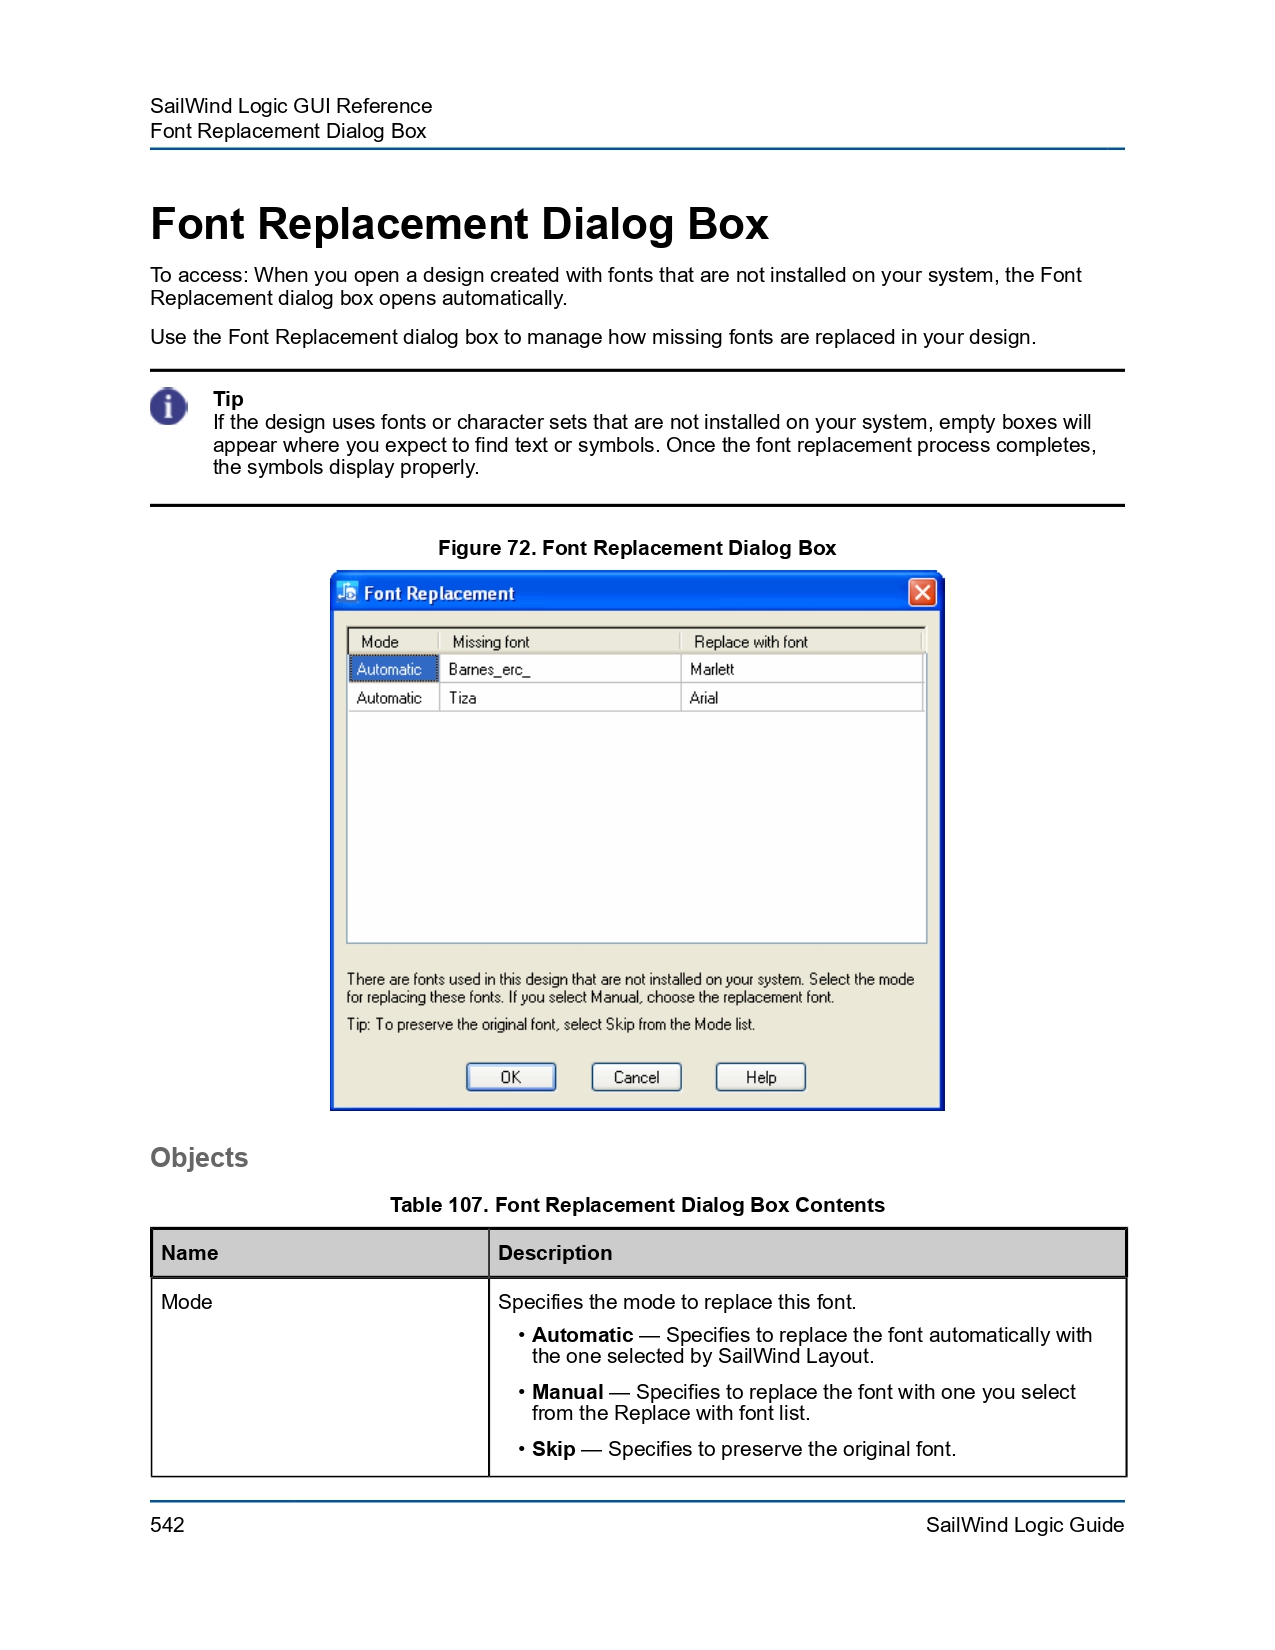 SailWind Logic GUI Reference
Font Replacement Dialog Box
Font Replacement Dialog Box
To access: When you open a design created with fonts that are not installed on your system, the Font
Replacement dialog box opens automatically.
Use the Font Replacement dialog box to manage how missing fonts are replaced in your design.
Tip
If the design uses fonts or character sets that are not installed on your system, empty boxes will
appear where you expect to find text or symbols. Once the font replacement process completes,
the symbols display properly.
Figure 72. Font Replacement Dialog Box
Font Replacement
Mode Missing font Replace with font
Automatic Barnes_erc_ Marlett
Automatic Tiza Arial
There are fonts used in this design that are not installed on your system. Select the mode
for replacing these fonts. If you select Manual, choose the replacement font.
Tip: To preserve the original font, select Skip from the Mode list.
OK Cancel Help
Objects
Table 107. Font Replacement Dialog Box Contents
Name Description
Mode Specifies the mode to replace this font.
• Automatic — Specifies to replace the font automatically with
the one selected by SailWind Layout.
• Manual — Specifies to replace the font with one you select
from the Replace with font list.
• Skip — Specifies to preserve the original font.
542 SailWind Logic Guide